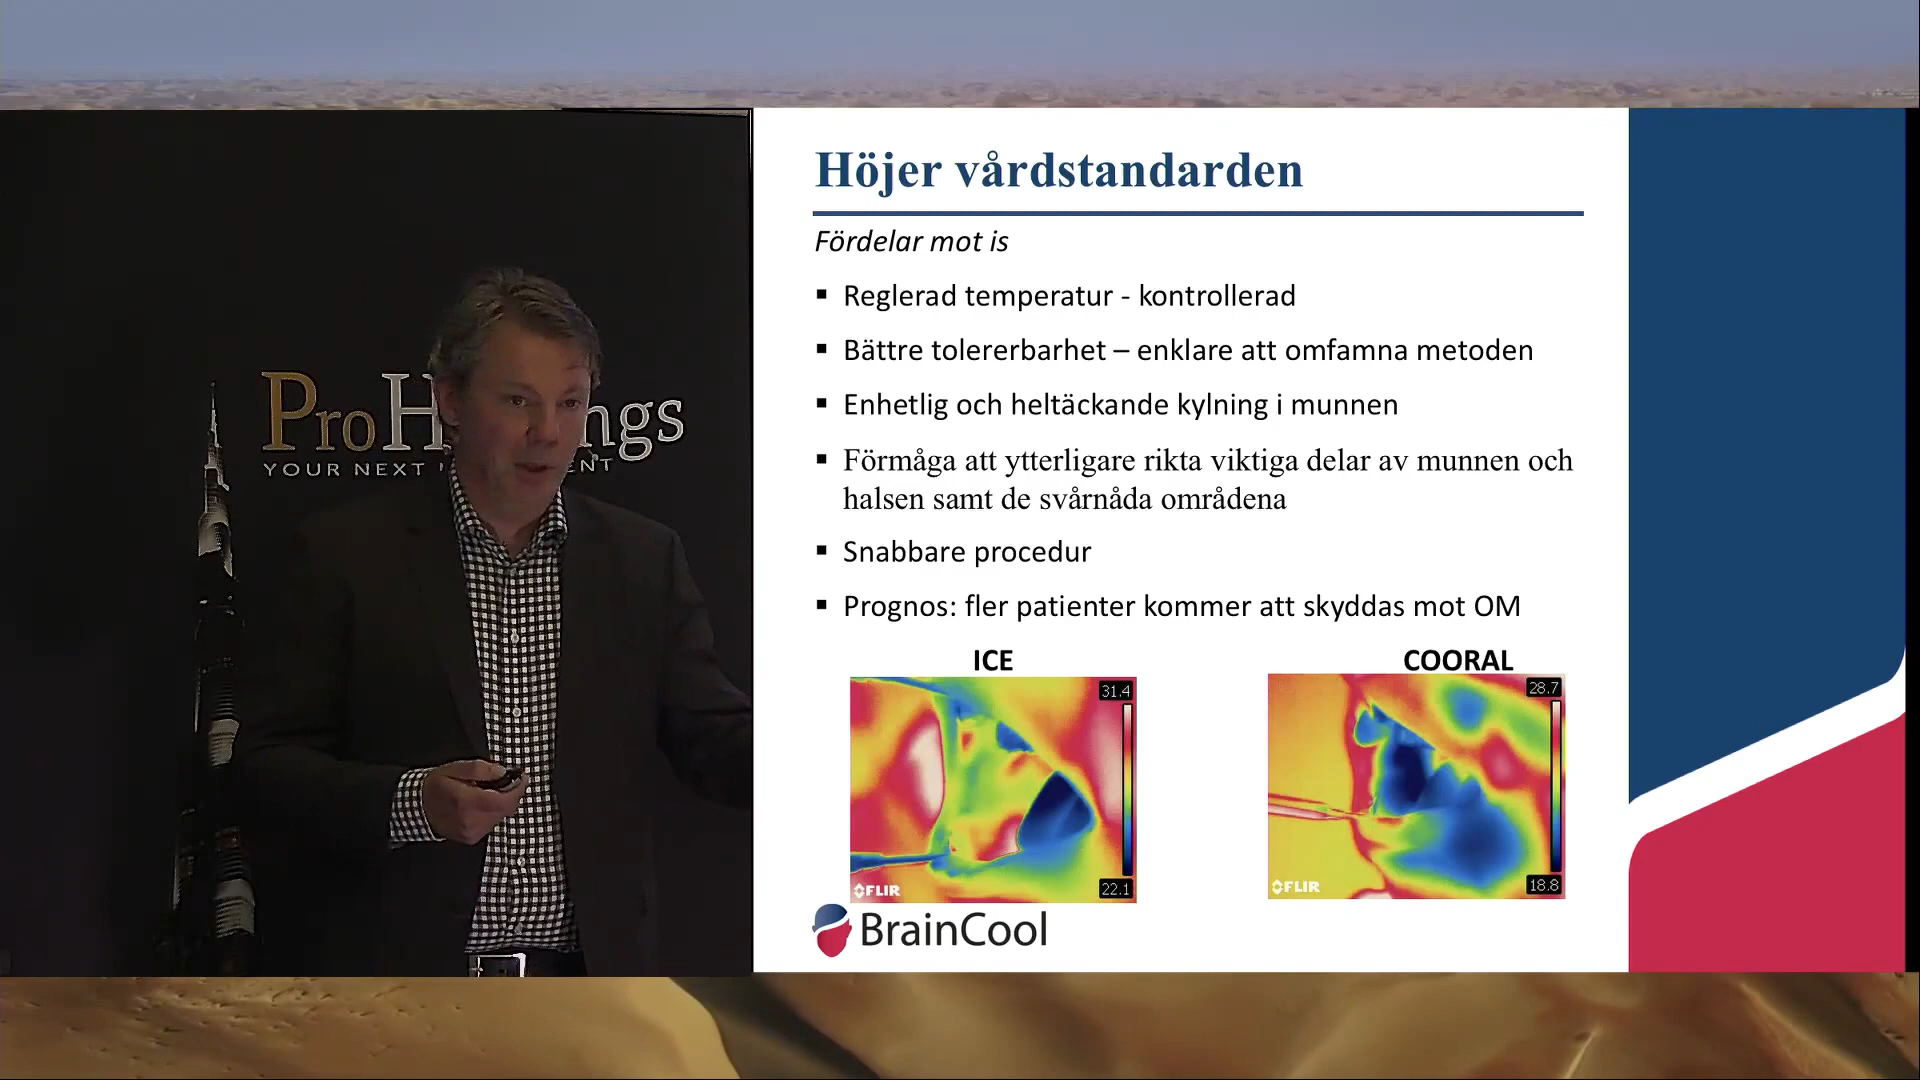 ProH ngs
YOUR NEXT ENT
Höjer vårdstandarden
Fördelar mot is
▪ Reglerad temperatur - kontrollerad
▪ Bättre tolererbarhet – enklare att omfamna metoden
▪ Enhetlig och heltäckande kylning i munnen
▪ Förmåga att ytterligare rikta viktiga delar av munnen och
halsen samt de svårnåda områdena
▪ Snabbare procedur
▪ Prognos: fler patienter kommer att skyddas mot OM
ICE
31.4
22.1
FLIR
COORAL
28.7
18.8
FLIR
BrainCool